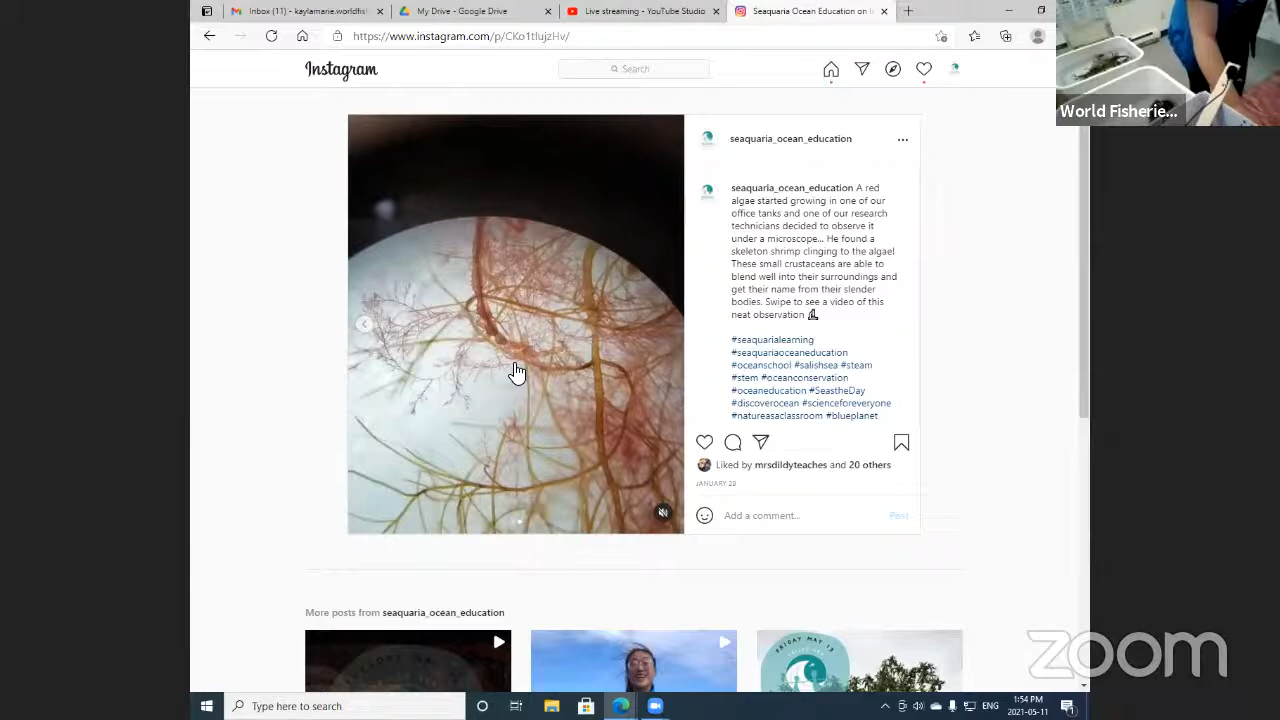 Inbox (11) - kaylamarie.worldfish
My Drive - Google Drive
Live streaming - YouTube Studio
Seaquaria Ocean Education on I
https://www.instagram.com/p/CKo1tIujzHv/
Instagram
Search
World Fisherie...
seaquaria_ocean_education
seaquaria_ocean_education A red
algae started growing in one of our
office tanks and one of our research
technicians decided to observe it
under a microscope... He found a
skeleton shrimp clinging to the algae!
These small crustaceans are able to
blend well into their surroundings and
get their name from their slender
bodies. Swipe to see a video of this
neat observation
#seaquarialearning
#seaquariaoceaneducation
#oceanschool #salishsea #steam
#stem #oceanconservation
#oceaneducation #SeastheDay
#discoverocean #scienceforeveryone
#natureasaclassroom #blueplanet
Liked by mrsdildyteaches and 20 others
JANUARY 29
Add a comment...
Post
More posts from seaquaria_ocean_education
FRIDAY MAY 13
zoom
Type here to search
ENG
1:54 PM
2021-05-11